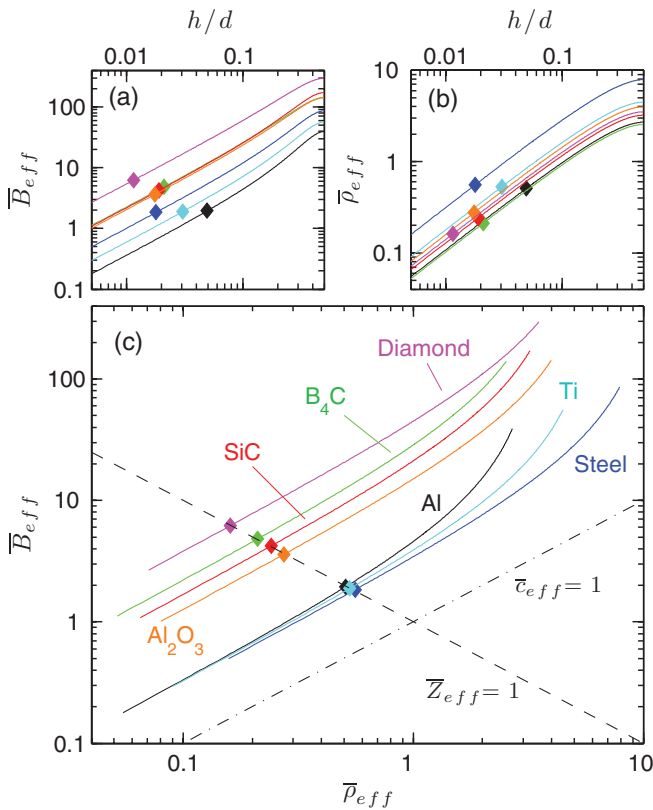 h/d h/d
0.01 0.1 0.01 0.1
(a) (b)
100 10
10 1
1 0.1
0.1
B̅eff ρ̅eff
(c)
Diamond
B₄C
SiC
Ti
Al
Steel
Al₂O₃
c̅eff = 1
Z̅eff = 1
B̅eff
100
10
1
0.1
0.1 1 10
ρ̅eff